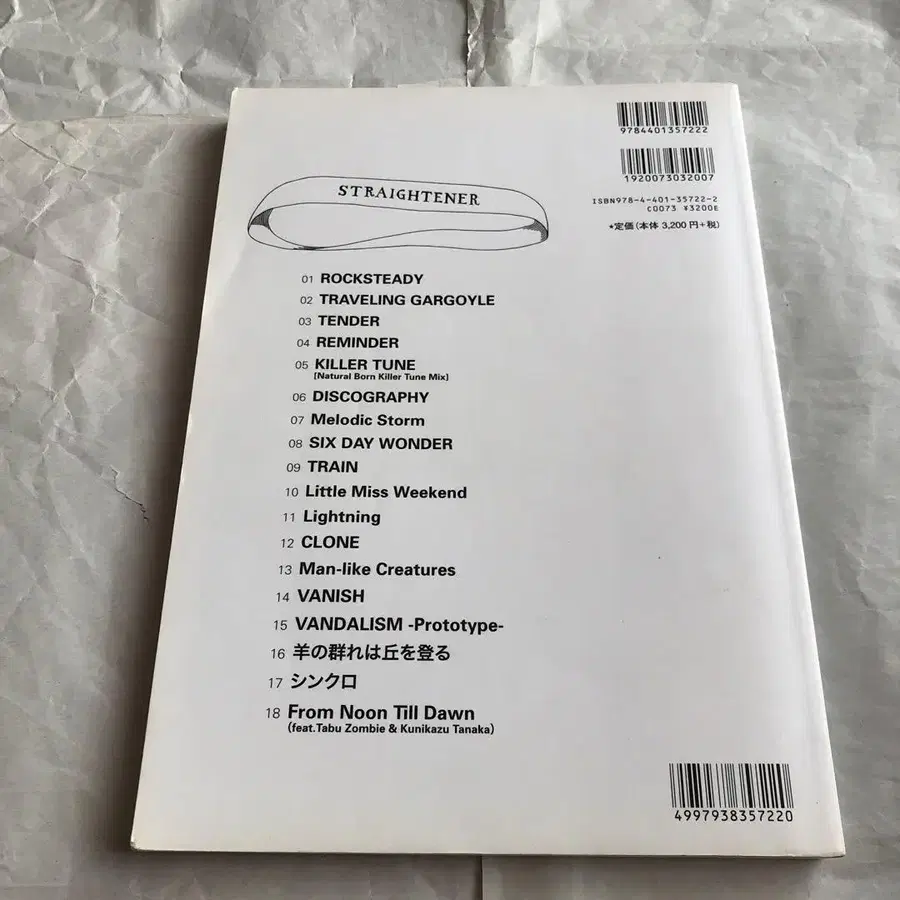 9784401357222
1920073032007
ISBN978-4-401-35722-2
C0073 ¥3200E
★定価(本体 3,200円+税)
STRAIGHTENER
01 ROCKSTEADY
02 TRAVELING GARGOYLE
03 TENDER
04 REMINDER
05 KILLER TUNE
[Natural Born Killer Tune Mix]
06 DISCOGRAPHY
07 Melodic Storm
08 SIX DAY WONDER
09 TRAIN
10 Little Miss Weekend
11 Lightning
12 CLONE
13 Man-like Creatures
14 VANISH
15 VANDALISM -Prototype-
16 羊の群れは丘を登る
17 シンクロ
18 From Noon Till Dawn
(feat.Tabu Zombie & Kunikazu Tanaka)
4997938357220